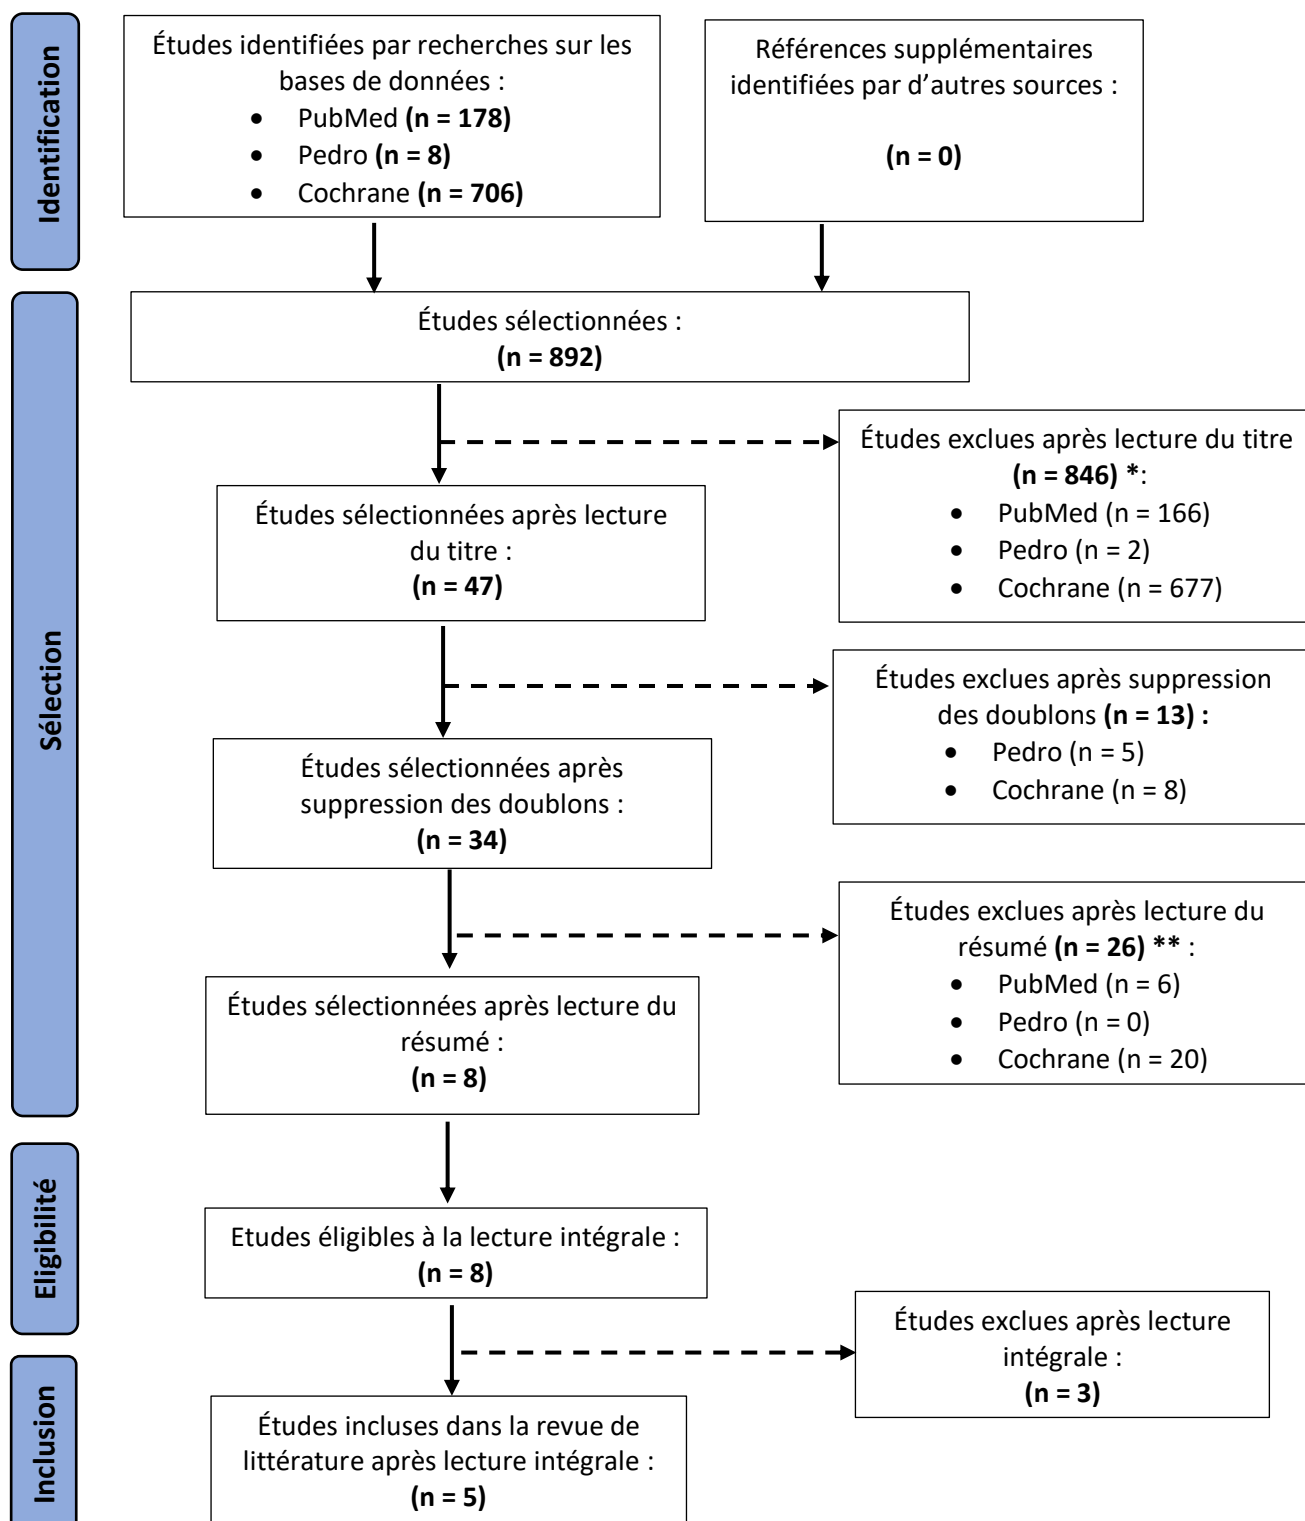 Identification
Études identifiées par recherches sur les
bases de données :
• PubMed (n = 178)
• Pedro (n = 8)
• Cochrane (n = 706)
Références supplémentaires
identifiées par d’autres sources :
(n = 0)
Sélection
Études sélectionnées :
(n = 892)
Études exclues après lecture du titre
(n = 846) *:
• PubMed (n = 166)
• Pedro (n = 2)
• Cochrane (n = 677)
Études sélectionnées après lecture
du titre :
(n = 47)
Études exclues après suppression
des doublons (n = 13) :
• Pedro (n = 5)
• Cochrane (n = 8)
Études sélectionnées après
suppression des doublons :
(n = 34)
Études exclues après lecture du
résumé (n = 26) ** :
• PubMed (n = 6)
• Pedro (n = 0)
• Cochrane (n = 20)
Études sélectionnées après lecture du
résumé :
(n = 8)
Eligibilité
Etudes éligibles à la lecture intégrale :
(n = 8)
Études exclues après lecture
intégrale :
(n = 3)
Inclusion
Études incluses dans la revue de
littérature après lecture intégrale :
(n = 5)